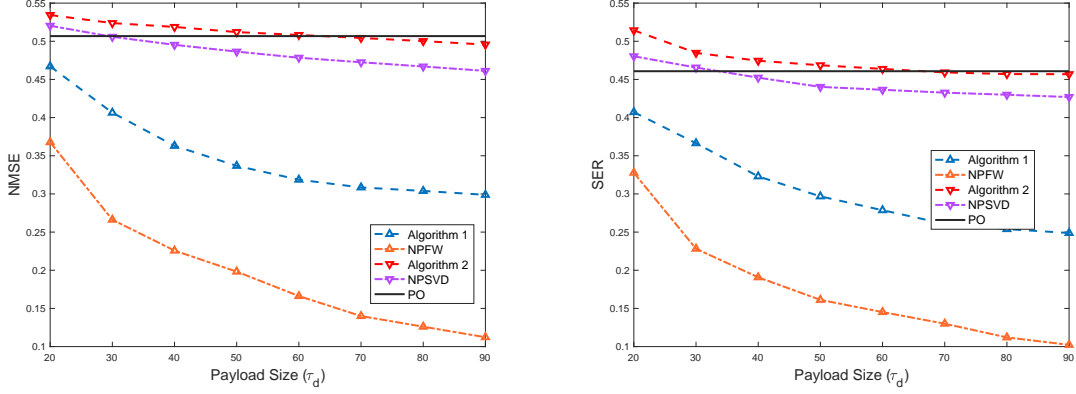 0.55
0.5
0.45
0.4
0.35
0.3
0.25
0.2
0.15
0.1
NMSE
20 30 40 50 60 70 80 90
Payload Size (τd)
Algorithm 1
NPFW
Algorithm 2
NPSVD
PO
0.55
0.5
0.45
0.4
0.35
0.3
0.25
0.2
0.15
0.1
SER
20 30 40 50 60 70 80 90
Payload Size (τd)
Algorithm 1
NPFW
Algorithm 2
NPSVD
PO